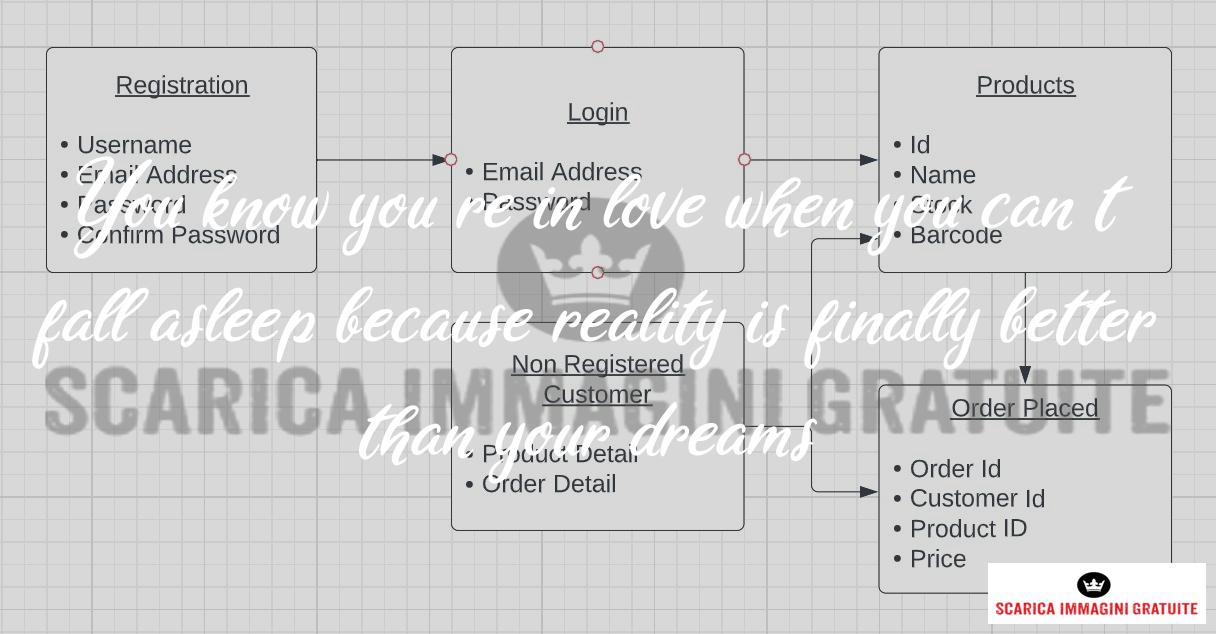 Registration
• Username
• Email Address
• Password
• Confirm Password
Login
• Email Address
• Password
Products
• Id
• Name
• Stock
• Barcode
You know you re in love when you can t
fall asleep because reality is finally better
than your dreams
SCARICA IMMAGINI GRATUITE
Non Registered
Customer
• Product Detail
• Order Detail
Order Placed
• Order Id
• Customer Id
• Product ID
• Price
SCARICA IMMAGINI GRATUITE